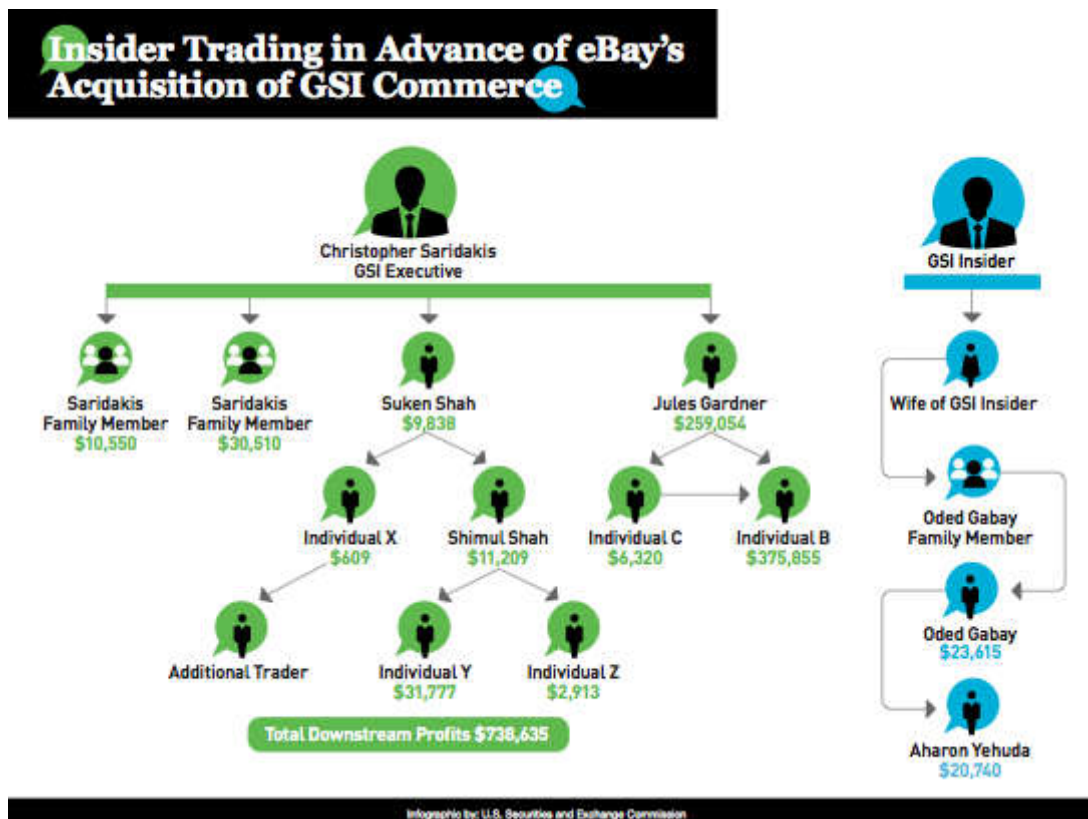 Insider Trading in Advance of eBay's
Acquisition of GSI Commerce
Christopher Saridakis
GSI Executive
GSI Insider
Saridakis
Family Member
$10,550
Saridakis
Family Member
$30,510
Suken Shah
$9,838
Jules Gardner
$259,054
Wife of GSI Insider
Individual X
$609
Shimul Shah
$11,209
Individual C
$6,320
Individual B
$375,855
Oded Gabay
Family Member
Additional Trader
Individual Y
$31,777
Individual Z
$2,913
Oded Gabay
$23,615
Total Downstream Profits $738,635
Aharon Yehuda
$20,740
Infographic by: U.S. Securities and Exchange Commission